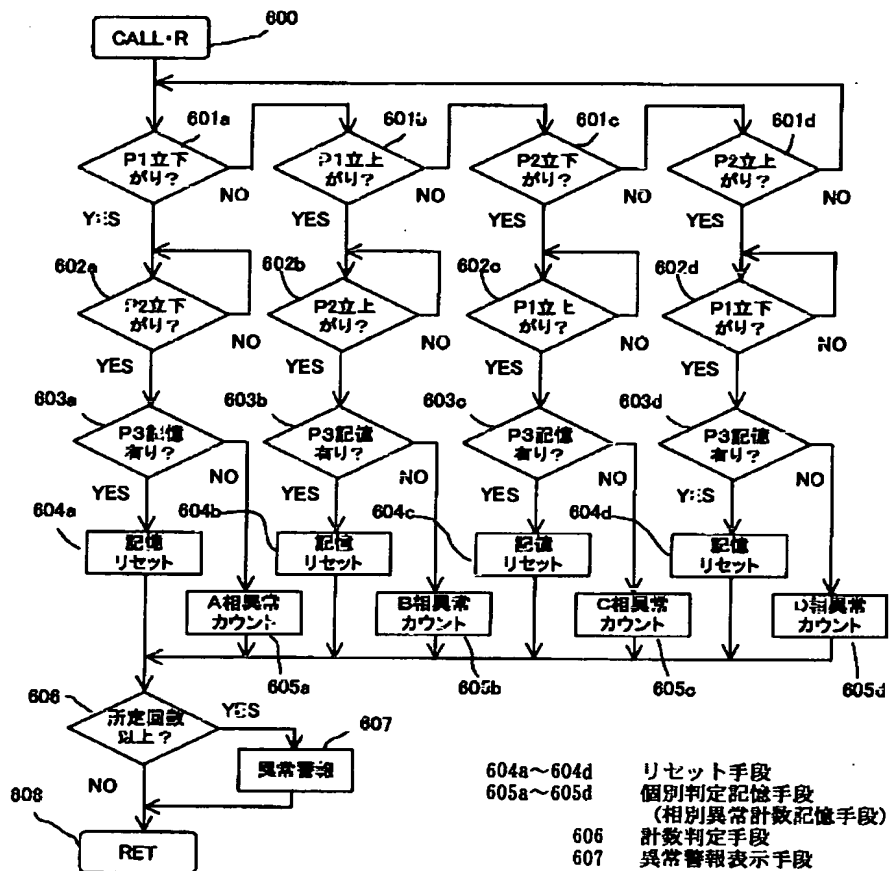 CALL・R
600
601a
601b
601c
601d
P1立下
がり?
P1立上
がり?
P2立下
がり?
P2立上
がり?
NO
NO
NO
NO
YES
YES
YES
YES
602a
602b
602c
602d
P2立下
がり?
P2立上
がり?
P1立上
がり?
P1立下
がり?
NO
NO
NO
NO
YES
YES
YES
YES
603a
603b
603c
603d
P3記憶
有り?
P3記憶
有り?
P3記憶
有り?
P3記憶
有り?
NO
NO
NO
NO
YES
YES
YES
YES
604a
604b
604c
604d
記憶
リセット
記憶
リセット
記憶
リセット
記憶
リセット
A相異常
カウント
B相異常
カウント
C相異常
カウント
D相異常
カウント
605a
605b
605c
605d
606
所定回数
以上?
YES
607
異常警報
NO
608
RET
604a~604d リセット手段
605a~605d 個別判定記憶手段
(相別異常計数記憶手段)
606 計数判定手段
607 異常警報表示手段